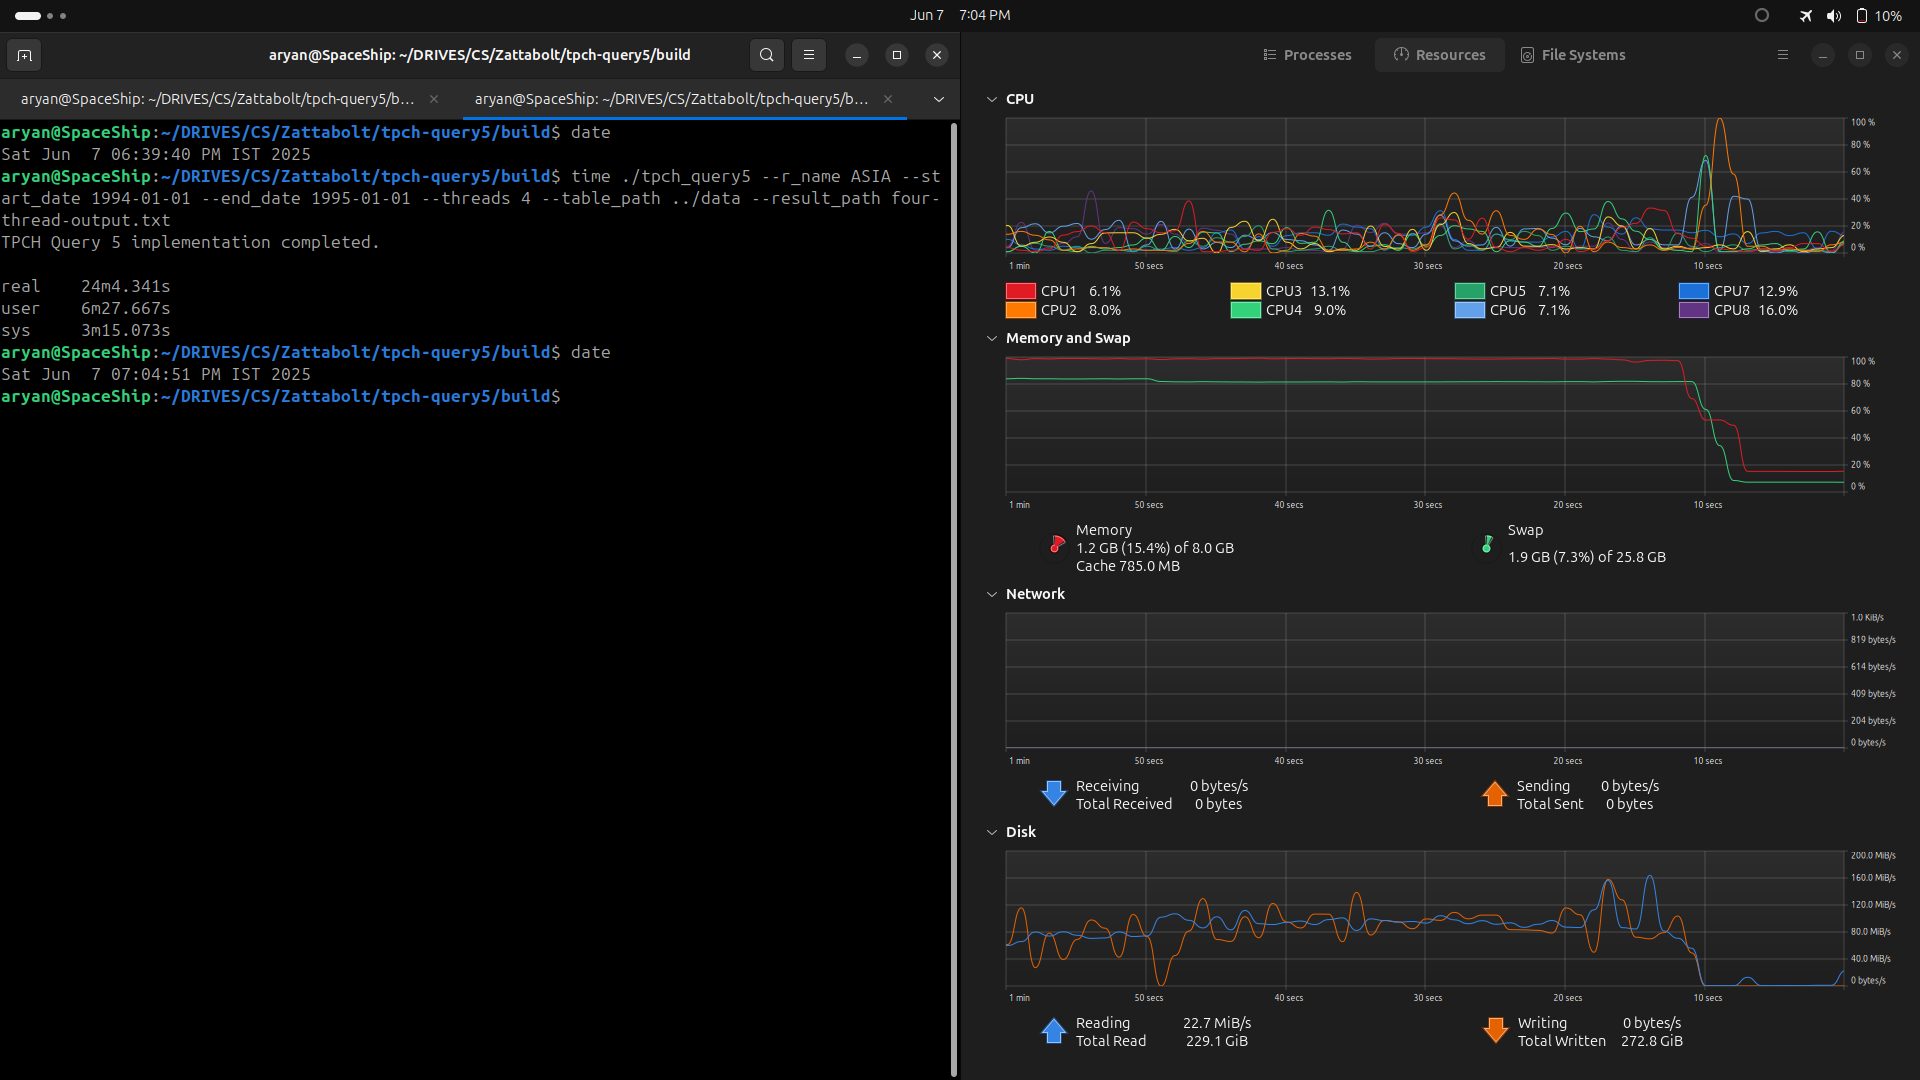 Jun 7 7:04 PM
10%
aryan@SpaceShip: ~/DRIVES/CS/Zattabolt/tpch-query5/build
aryan@SpaceShip: ~/DRIVES/CS/Zattabolt/tpch-query5/b...
aryan@SpaceShip: ~/DRIVES/CS/Zattabolt/tpch-query5/b...
aryan@SpaceShip:~/DRIVES/CS/Zattabolt/tpch-query5/build$ date
Sat Jun  7 06:39:40 PM IST 2025
aryan@SpaceShip:~/DRIVES/CS/Zattabolt/tpch-query5/build$ time ./tpch_query5 --r_name ASIA --st
art_date 1994-01-01 --end_date 1995-01-01 --threads 4 --table_path ../data --result_path four-
thread-output.txt
TPCH Query 5 implementation completed.
real    24m4.341s
user    6m27.667s
sys     3m15.073s
aryan@SpaceShip:~/DRIVES/CS/Zattabolt/tpch-query5/build$ date
Sat Jun  7 07:04:51 PM IST 2025
aryan@SpaceShip:~/DRIVES/CS/Zattabolt/tpch-query5/build$
Processes Resources File Systems
CPU
100 %
80 %
60 %
40 %
20 %
0 %
1 min 50 secs 40 secs 30 secs 20 secs 10 secs
CPU1 6.1% CPU3 13.1% CPU5 7.1% CPU7 12.9%
CPU2 8.0% CPU4 9.0% CPU6 7.1% CPU8 16.0%
Memory and Swap
100 %
80 %
60 %
40 %
20 %
0 %
1 min 50 secs 40 secs 30 secs 20 secs 10 secs
Memory
1.2 GB (15.4%) of 8.0 GB
Cache 785.0 MB
Swap
1.9 GB (7.3%) of 25.8 GB
Network
1.0 KiB/s
819 bytes/s
614 bytes/s
409 bytes/s
204 bytes/s
0 bytes/s
1 min 50 secs 40 secs 30 secs 20 secs 10 secs
Receiving 0 bytes/s
Total Received 0 bytes
Sending 0 bytes/s
Total Sent 0 bytes
Disk
200.0 MiB/s
160.0 MiB/s
120.0 MiB/s
80.0 MiB/s
40.0 MiB/s
0 bytes/s
1 min 50 secs 40 secs 30 secs 20 secs 10 secs
Reading 22.7 MiB/s
Total Read 229.1 GiB
Writing 0 bytes/s
Total Written 272.8 GiB